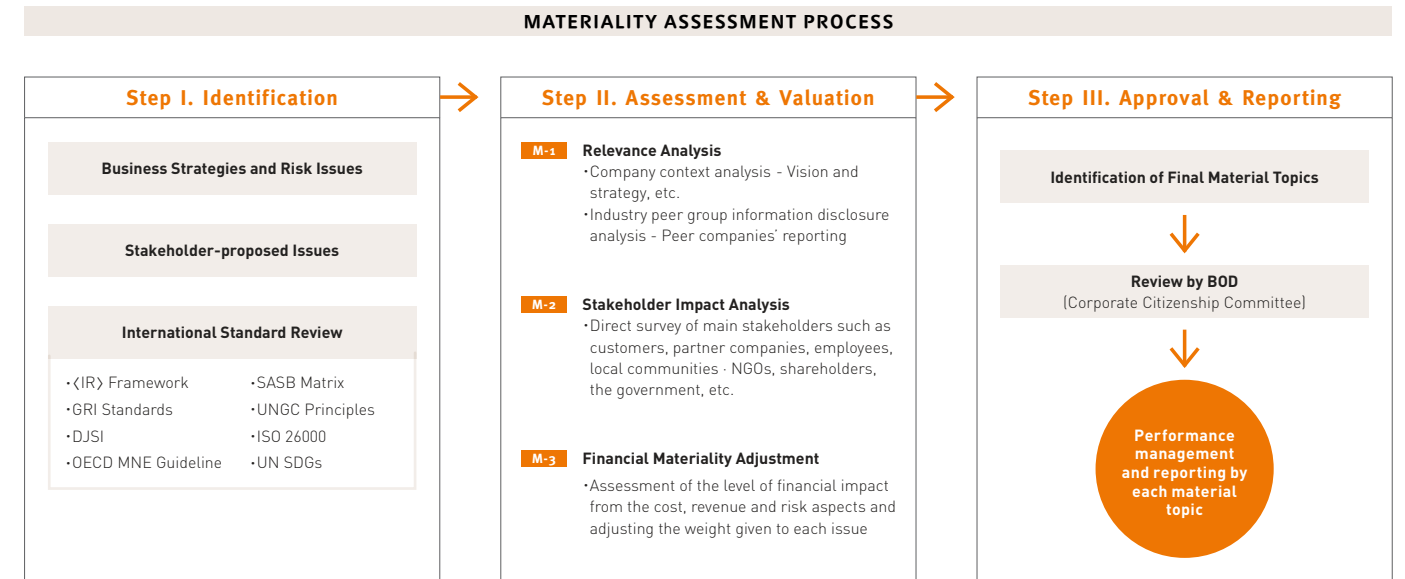 MATERIALITY ASSESSMENT PROCESS
Step I. Identification
Business Strategies and Risk Issues
Stakeholder-proposed Issues
International Standard Review
·〈IR〉 Framework
·GRI Standards
·DJSI
·OECD MNE Guideline
·SASB Matrix
·UNGC Principles
·ISO 26000
·UN SDGs
Step II. Assessment & Valuation
M-1 Relevance Analysis
·Company context analysis - Vision and
strategy, etc.
·Industry peer group information disclosure
analysis - Peer companies’ reporting
M-2 Stakeholder Impact Analysis
·Direct survey of main stakeholders such as
customers, partner companies, employees,
local communities · NGOs, shareholders,
the government, etc.
M-3 Financial Materiality Adjustment
·Assessment of the level of financial impact
from the cost, revenue and risk aspects and
adjusting the weight given to each issue
Step III. Approval & Reporting
Identification of Final Material Topics
Review by BOD
(Corporate Citizenship Committee)
Performance
management
and reporting by
each material
topic